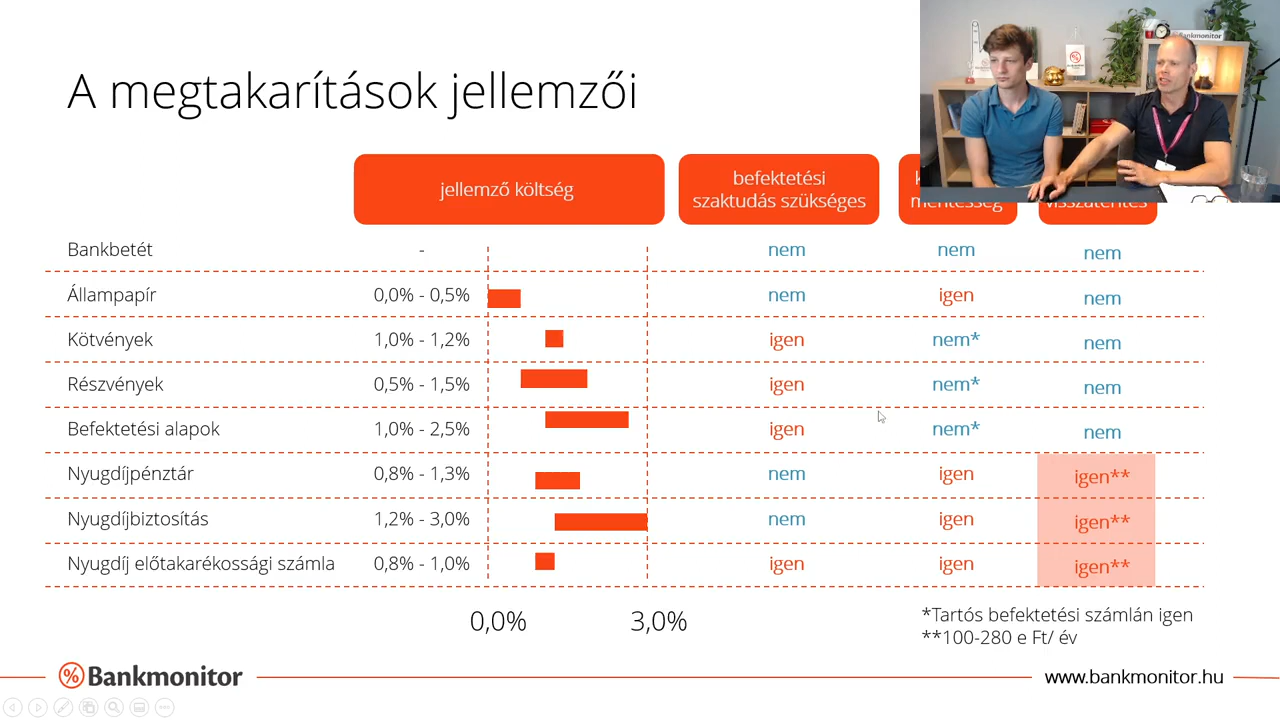 Bankmonitor
A megtakarítások jellemzői
jellemző költség
befektetési
szaktudás szükséges
mentesség
visszatérítés
Bankbetét - nem nem nem
Állampapír 0,0% - 0,5% nem igen nem
Kötvények 1,0% - 1,2% igen nem* nem
Részvények 0,5% - 1,5% igen nem* nem
Befektetési alapok 1,0% - 2,5% igen nem* nem
Nyugdíjpénztár 0,8% - 1,3% nem igen igen**
Nyugdíjbiztosítás 1,2% - 3,0% nem igen igen**
Nyugdíj előtakarékossági számla 0,8% - 1,0% igen igen igen**
0,0% 3,0%
*Tartós befektetési számlán igen
**100-280 e Ft/ év
% Bankmonitor
www.bankmonitor.hu